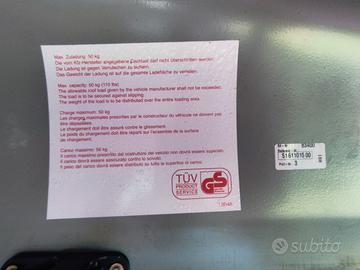 Max. Zuladung: 50 kg
Die vom Kfz-Hersteller angegebene Dachlast darf nicht überschritten werden.
Die Ladung ist gegen Verrutschen zu sichern.
Das Gewicht der Ladung ist auf die gesamte Ladefläche zu verteilen.
Max. capacity: 50 kg (110 lbs)
The allowable roof load given by the vehicle manufacturer shall not be exceeded.
The load is to be secured against slipping.
The weight of the load is to be distributed over the entire loading area.
Charge maximum: 50 kg
Les charges maximales prescrites par le constructeur du véhicule ne doivent pas
être dépassées.
Le chargement doit être assuré contre le glissement.
Le poids du chargement doit être réparti sur l'ensemble de la surface
de chargement.
Carico massimo: 50 kg
Il carico massimo prescritto dal costruttore del veicolo non dovrà essere superato.
Il carico dovrà essere assicurato contro lo scivolo.
Il peso del carico dovrà essere distribuito su tutta la superficie di carico.
TÜV
PRODUCT
SERVICE
GS
83400
S1611015 00
3
subito